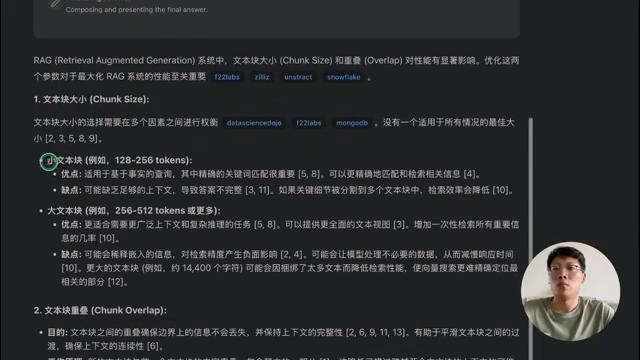 Composing and presenting the final answer.
RAG (Retrieval Augmented Generation) 系统中，文本块大小 (Chunk Size) 和重叠 (Overlap) 对性能有显著影响。优化这两
个参数对于最大化 RAG 系统的性能至关重要 f22labs zilliz unstract snowflake 。
1. 文本块大小 (Chunk Size):
文本块大小的选择需要在多个因素之间进行权衡 datasciencedojo f22labs mongodb 。没有一个适用于所有情况的最佳大
小 [2, 3, 5, 8, 9]。
• 小文本块 (例如，128-256 tokens):
• 优点: 适用于基于事实的查询，其中精确的关键词匹配很重要 [5, 8]。可以更精确地匹配和检索相关信息 [4]。
• 缺点: 可能缺乏足够的上下文，导致答案不完整 [3, 11]。如果关键细节被分割到多个文本块中，检索效率会降低 [10]。
• 大文本块 (例如，256-512 tokens 或更多):
• 优点: 更适合需要更广泛上下文和复杂推理的任务 [5, 8]。可以提供更全面的文本视图 [3]。增加一次性检索所有重要信
息的几率 [10]。
• 缺点: 可能会稀释嵌入的信息，对检索精度产生负面影响 [2, 4]。可能会让模型处理不必要的数据，从而减慢响应时间
[10]。更大的文本块 (例如，约 14,400 个字符) 可能会因捆绑了太多文本而降低检索性能，使向量搜索更难精确定位最
相关的部分 [12]。
2. 文本块重叠 (Chunk Overlap):
• 目的: 文本块之间的重叠确保边界上的信息不会丢失，并保持上下文的完整性 [2, 6, 9, 11, 13]。有助于平滑文本块之间的过
渡，确保上下文的连续性 [6]。